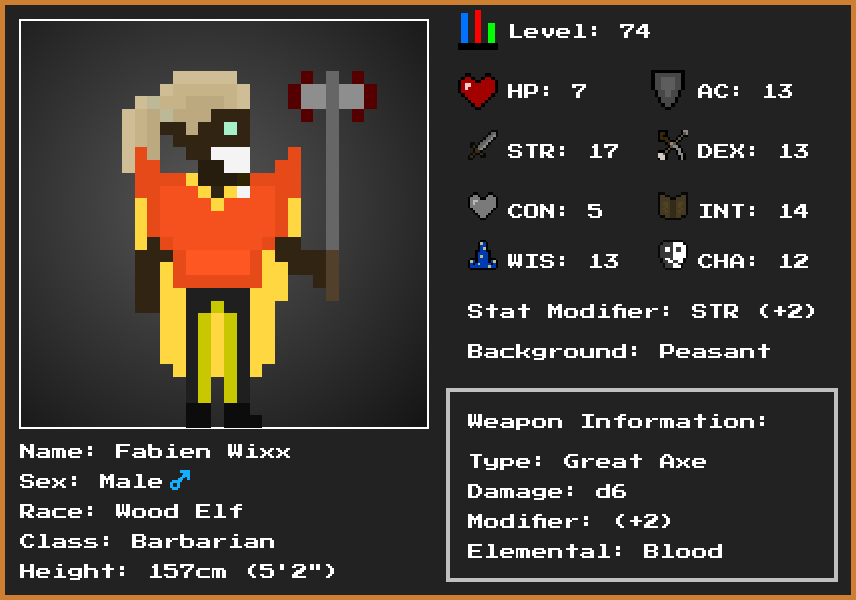 Level: 74
HP: 7
AC: 13
STR: 17
DEX: 13
CON: 5
INT: 14
WIS: 13
CHA: 12
Stat Modifier: STR (+2)
Background: Peasant
Weapon Information:
Type: Great Axe
Damage: d6
Modifier: (+2)
Elemental: Blood
Name: Fabien Wixx
Sex: Male♂
Race: Wood Elf
Class: Barbarian
Height: 157cm (5'2")